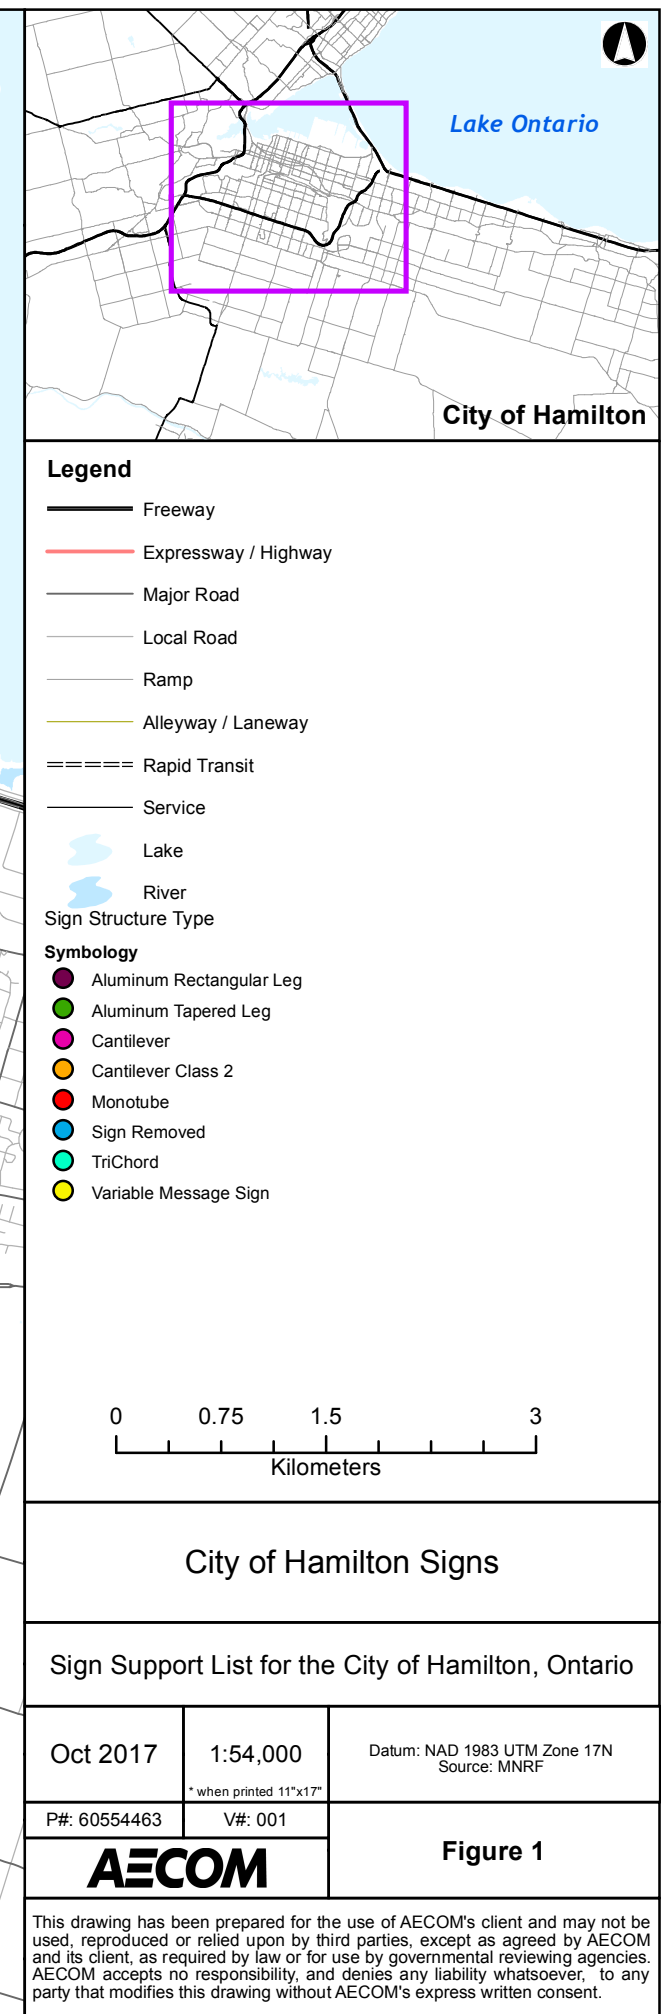 Lake Ontario
City of Hamilton
Legend
Freeway
Expressway / Highway
Major Road
Local Road
Ramp
Alleyway / Laneway
Rapid Transit
Service
Lake
River
Sign Structure Type
Symbology
Aluminum Rectangular Leg
Aluminum Tapered Leg
Cantilever
Cantilever Class 2
Monotube
Sign Removed
TriChord
Variable Message Sign
0 0.75 1.5 3
Kilometers
City of Hamilton Signs
Sign Support List for the City of Hamilton, Ontario
Oct 2017
1:54,000
* when printed 11"x17"
Datum: NAD 1983 UTM Zone 17N
Source: MNRF
P#: 60554463
V#: 001
AECOM
Figure 1
This drawing has been prepared for the use of AECOM's client and may not be
used, reproduced or relied upon by third parties, except as agreed by AECOM
and its client, as required by law or for use by governmental reviewing agencies.
AECOM accepts no responsibility, and denies any liability whatsoever, to any
party that modifies this drawing without AECOM's express written consent.